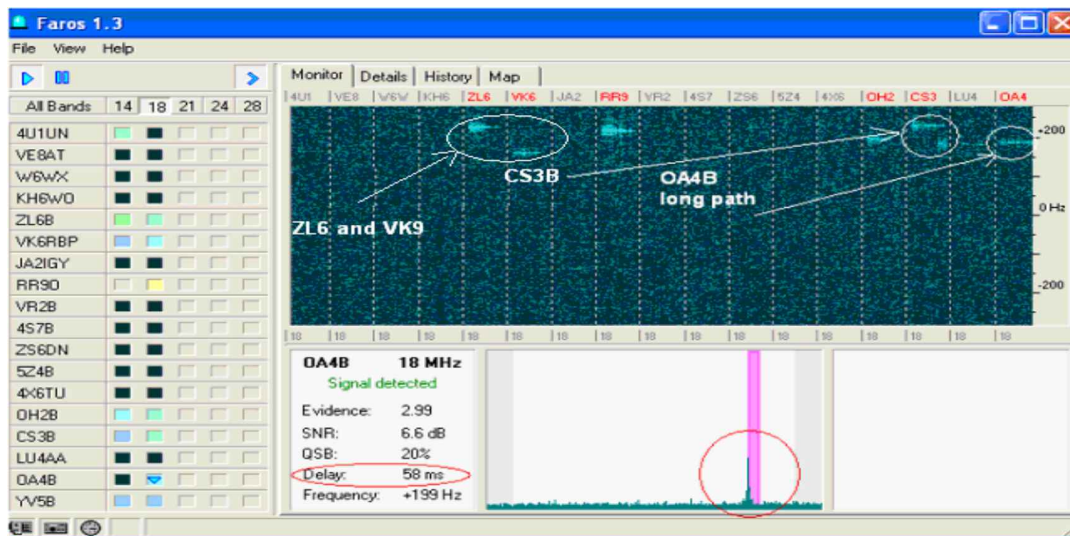 Faros 1.3
File View Help
Monitor Details History Map
All Bands 14 18 21 24 28
4U1 VE8 W6W KH6 ZL6 VK6 JA2 RR9 VR2 4S7 ZS6 5Z4 4X6 OH2 CS3 LU4 OA4
4U1UN
VE8AT
W6WX
KH6WO
ZL6B
VK6RBP
JA2IGY
RR9O
VR2B
4S7B
ZS6DN
5Z4B
4X6TU
OH2B
CS3B
LU4AA
OA4B
YV5B
+200
0 Hz
-200
CS3B
OA4B
long path
ZL6 and VK9
18 18 18 18 18 18 18 18 18 18 18 18 18 18 18 18 18
OA4B 18 MHz
Signal detected
Evidence: 2.99
SNR: 6.6 dB
QSB: 20%
Delay: 58 ms
Frequency: +199 Hz